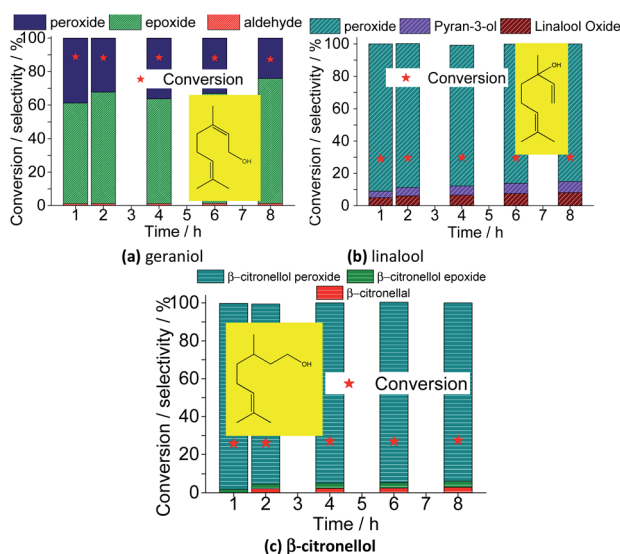 peroxide epoxide aldehyde
Conversion / selectivity / %
100
80
60
40
20
0
Conversion
OH
1 2 3 4 5 6 7 8
Time / h
(a) geraniol
peroxide Pyran-3-ol Linalool Oxide
Conversion / selectivity / %
100
80
60
40
20
0
Conversion
OH
1 2 3 4 5 6 7 8
Time / h
(b) linalool
β-citronellol peroxide β-citronellol epoxide
β-citronellal
Conversion / selectivity / %
100
80
60
40
20
0
OH
Conversion
1 2 3 4 5 6 7 8
Time / h
(c) β-citronellol